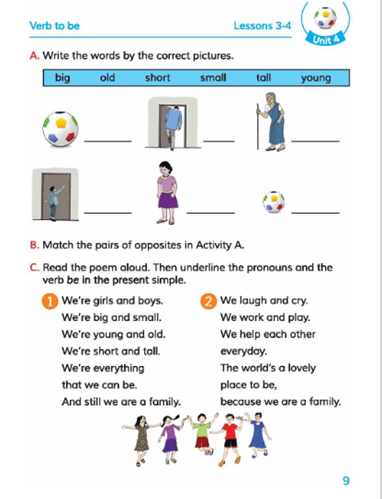 Verb to be
Lessons 3-4
Unit 4
A. Write the words by the correct pictures.
big old short small tall young
B. Match the pairs of opposites in Activity A.
C. Read the poem aloud. Then underline the pronouns and the
verb be in the present simple.
1 We're girls and boys.
We're big and small.
We're young and old.
We're short and tall.
We're everything
that we can be.
And still we are a family.
2 We laugh and cry.
We work and play.
We help each other
everyday.
The world's a lovely
place to be,
because we are a family.
9